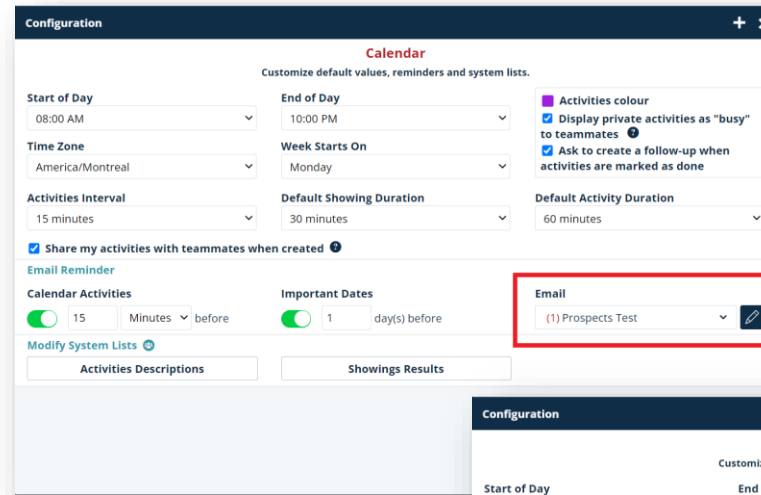 Configuration
Calendar
Customize default values, reminders and system lists.
Start of Day
End of Day
08:00 AM
10:00 PM
Activities colour
Display private activities as "busy"
to teammates
Ask to create a follow-up when
activities are marked as done
Time Zone
Week Starts On
America/Montreal
Monday
Activities Interval
Default Showing Duration
Default Activity Duration
15 minutes
30 minutes
60 minutes
Share my activities with teammates when created
Email Reminder
Calendar Activities
Important Dates
Email
15 Minutes before
1 day(s) before
(1) Prospects Test
Modify System Lists
Activities Descriptions
Showings Results
Configuration
Start of Day
End